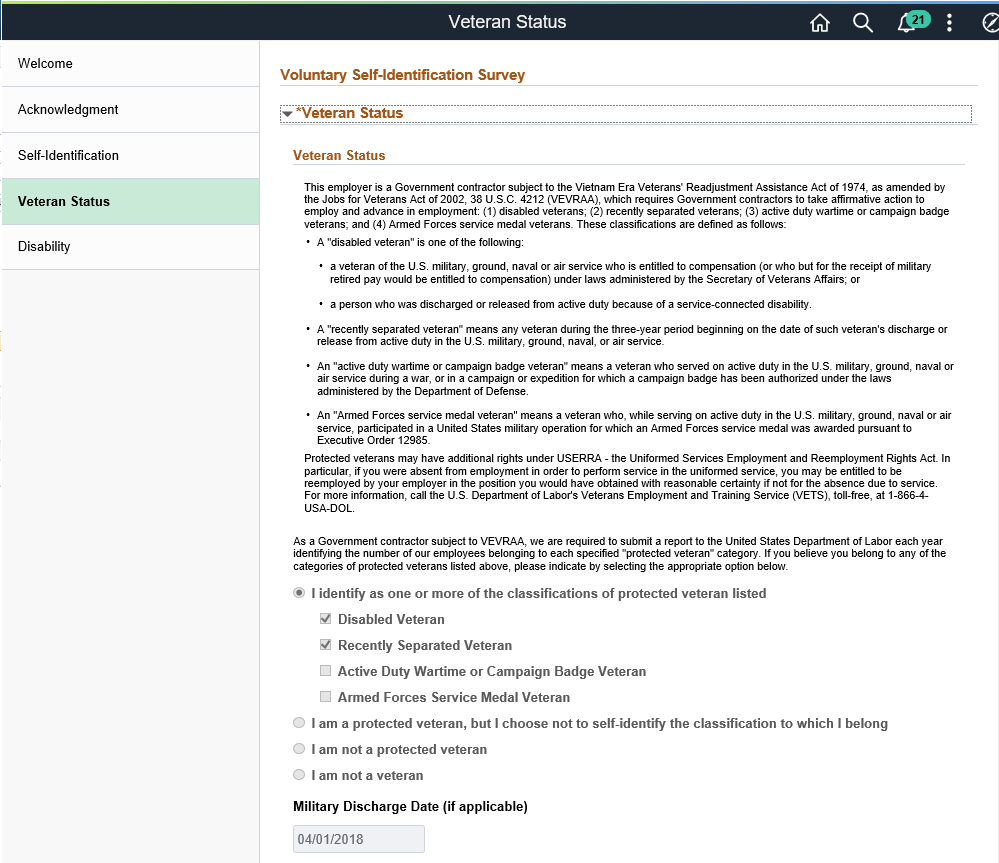 Veteran Status
21
Welcome
Acknowledgment
Self-Identification
Veteran Status
Disability
Voluntary Self-Identification Survey
*Veteran Status
Veteran Status
This employer is a Government contractor subject to the Vietnam Era Veterans' Readjustment Assistance Act of 1974, as amended by
the Jobs for Veterans Act of 2002, 38 U.S.C. 4212 (VEVRAA), which requires Government contractors to take affirmative action to
employ and advance in employment: (1) disabled veterans; (2) recently separated veterans; (3) active duty wartime or campaign badge
veterans; and (4) Armed Forces service medal veterans. These classifications are defined as follows:
• A "disabled veteran" is one of the following:
• a veteran of the U.S. military, ground, naval or air service who is entitled to compensation (or who but for the receipt of military
retired pay would be entitled to compensation) under laws administered by the Secretary of Veterans Affairs; or
• a person who was discharged or released from active duty because of a service-connected disability.
• A "recently separated veteran" means any veteran during the three-year period beginning on the date of such veteran's discharge or
release from active duty in the U.S. military, ground, naval, or air service.
• An "active duty wartime or campaign badge veteran" means a veteran who served on active duty in the U.S. military, ground, naval or
air service during a war, or in a campaign or expedition for which a campaign badge has been authorized under the laws
administered by the Department of Defense.
• An "Armed Forces service medal veteran" means a veteran who, while serving on active duty in the U.S. military, ground, naval or air
service, participated in a United States military operation for which an Armed Forces service medal was awarded pursuant to
Executive Order 12985.
Protected veterans may have additional rights under USERRA - the Uniformed Services Employment and Reemployment Rights Act. In
particular, if you were absent from employment in order to perform service in the uniformed service, you may be entitled to be
reemployed by your employer in the position you would have obtained with reasonable certainty if not for the absence due to service.
For more information, call the U.S. Department of Labor's Veterans Employment and Training Service (VETS), toll-free, at 1-866-4-
USA-DOL.
As a Government contractor subject to VEVRAA, we are required to submit a report to the United States Department of Labor each year
identifying the number of our employees belonging to each specified "protected veteran" category. If you believe you belong to any of the
categories of protected veterans listed above, please indicate by selecting the appropriate option below.
I identify as one or more of the classifications of protected veteran listed
Disabled Veteran
Recently Separated Veteran
Active Duty Wartime or Campaign Badge Veteran
Armed Forces Service Medal Veteran
I am a protected veteran, but I choose not to self-identify the classification to which I belong
I am not a protected veteran
I am not a veteran
Military Discharge Date (if applicable)
04/01/2018